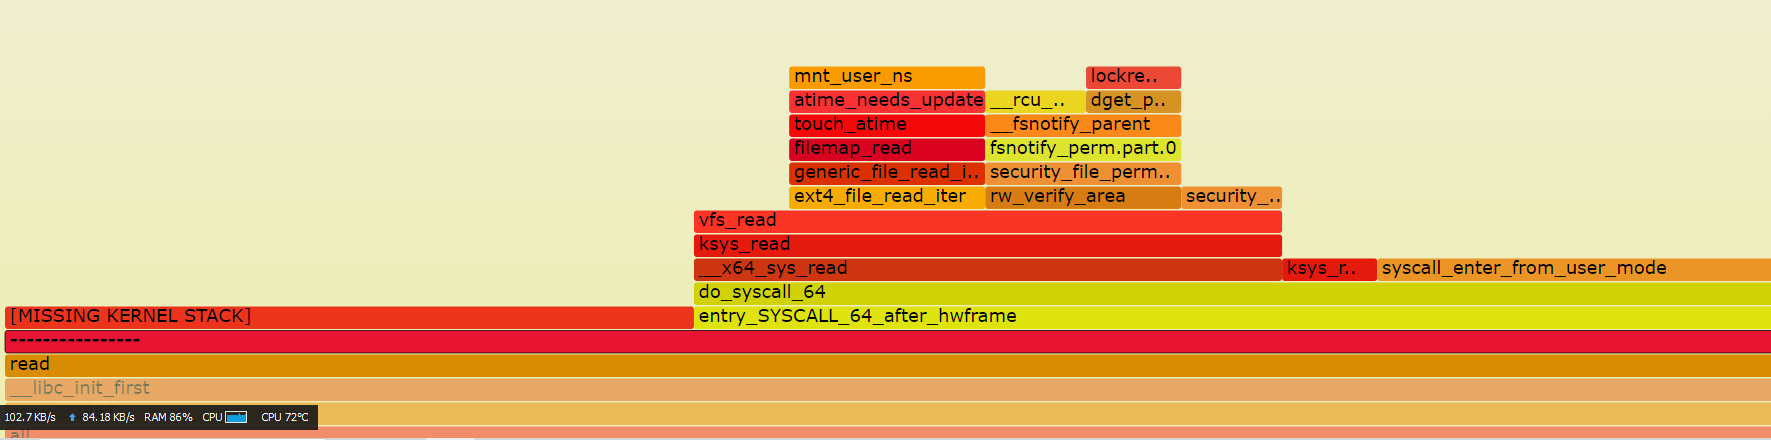 mnt_user_ns lockre..
atime_needs_update __rcu_.. dget_p..
touch_atime __fsnotify_parent
filemap_read fsnotify_perm.part.0
generic_file_read_i.. security_file_perm..
ext4_file_read_iter rw_verify_area security_..
vfs_read
ksys_read
__x64_sys_read ksys_r.. syscall_enter_from_user_mode
do_syscall_64
[MISSING KERNEL STACK] entry_SYSCALL_64_after_hwframe
----------------
read
__libc_init_first
102.7 KB/s 84.18 KB/s RAM 86% CPU CPU 72°C
all